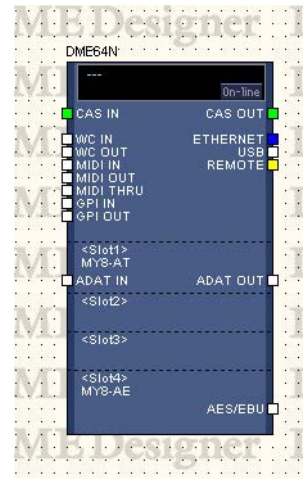 ME Designer
DME64N
---
On-line
CAS IN CAS OUT
WC IN ETHERNET
WC OUT USB
MIDI IN REMOTE
MIDI OUT
MIDI THRU
GPI IN
GPI OUT
<Slot1>
MY8-AT
ADAT IN ADAT OUT
<Slot2>
<Slot3>
<Slot4>
MY8-AE
AES/EBU
ME Designer